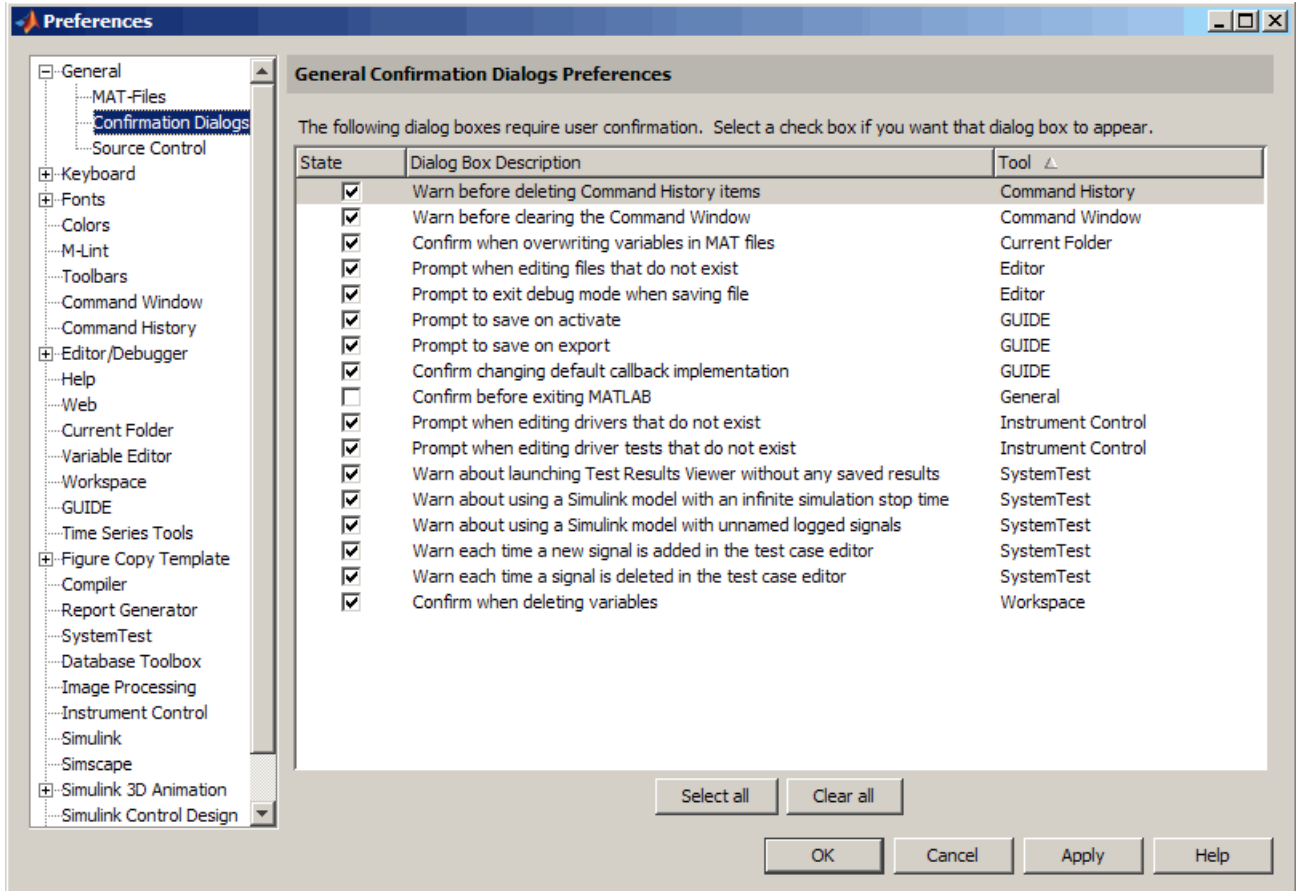 Preferences
General
MAT-Files
Confirmation Dialogs
Source Control
Keyboard
Fonts
Colors
M-Lint
Toolbars
Command Window
Command History
Editor/Debugger
Help
Web
Current Folder
Variable Editor
Workspace
GUIDE
Time Series Tools
Figure Copy Template
Compiler
Report Generator
SystemTest
Database Toolbox
Image Processing
Instrument Control
Simulink
Simscape
Simulink 3D Animation
Simulink Control Design
General Confirmation Dialogs Preferences
The following dialog boxes require user confirmation.  Select a check box if you want that dialog box to appear.
State Dialog Box Description Tool
Warn before deleting Command History items Command History
Warn before clearing the Command Window Command Window
Confirm when overwriting variables in MAT files Current Folder
Prompt when editing files that do not exist Editor
Prompt to exit debug mode when saving file Editor
Prompt to save on activate GUIDE
Prompt to save on export GUIDE
Confirm changing default callback implementation GUIDE
Confirm before exiting MATLAB General
Prompt when editing drivers that do not exist Instrument Control
Prompt when editing driver tests that do not exist Instrument Control
Warn about launching Test Results Viewer without any saved results SystemTest
Warn about using a Simulink model with an infinite simulation stop time SystemTest
Warn about using a Simulink model with unnamed logged signals SystemTest
Warn each time a new signal is added in the test case editor SystemTest
Warn each time a signal is deleted in the test case editor SystemTest
Confirm when deleting variables Workspace
Select all Clear all
OK Cancel Apply Help